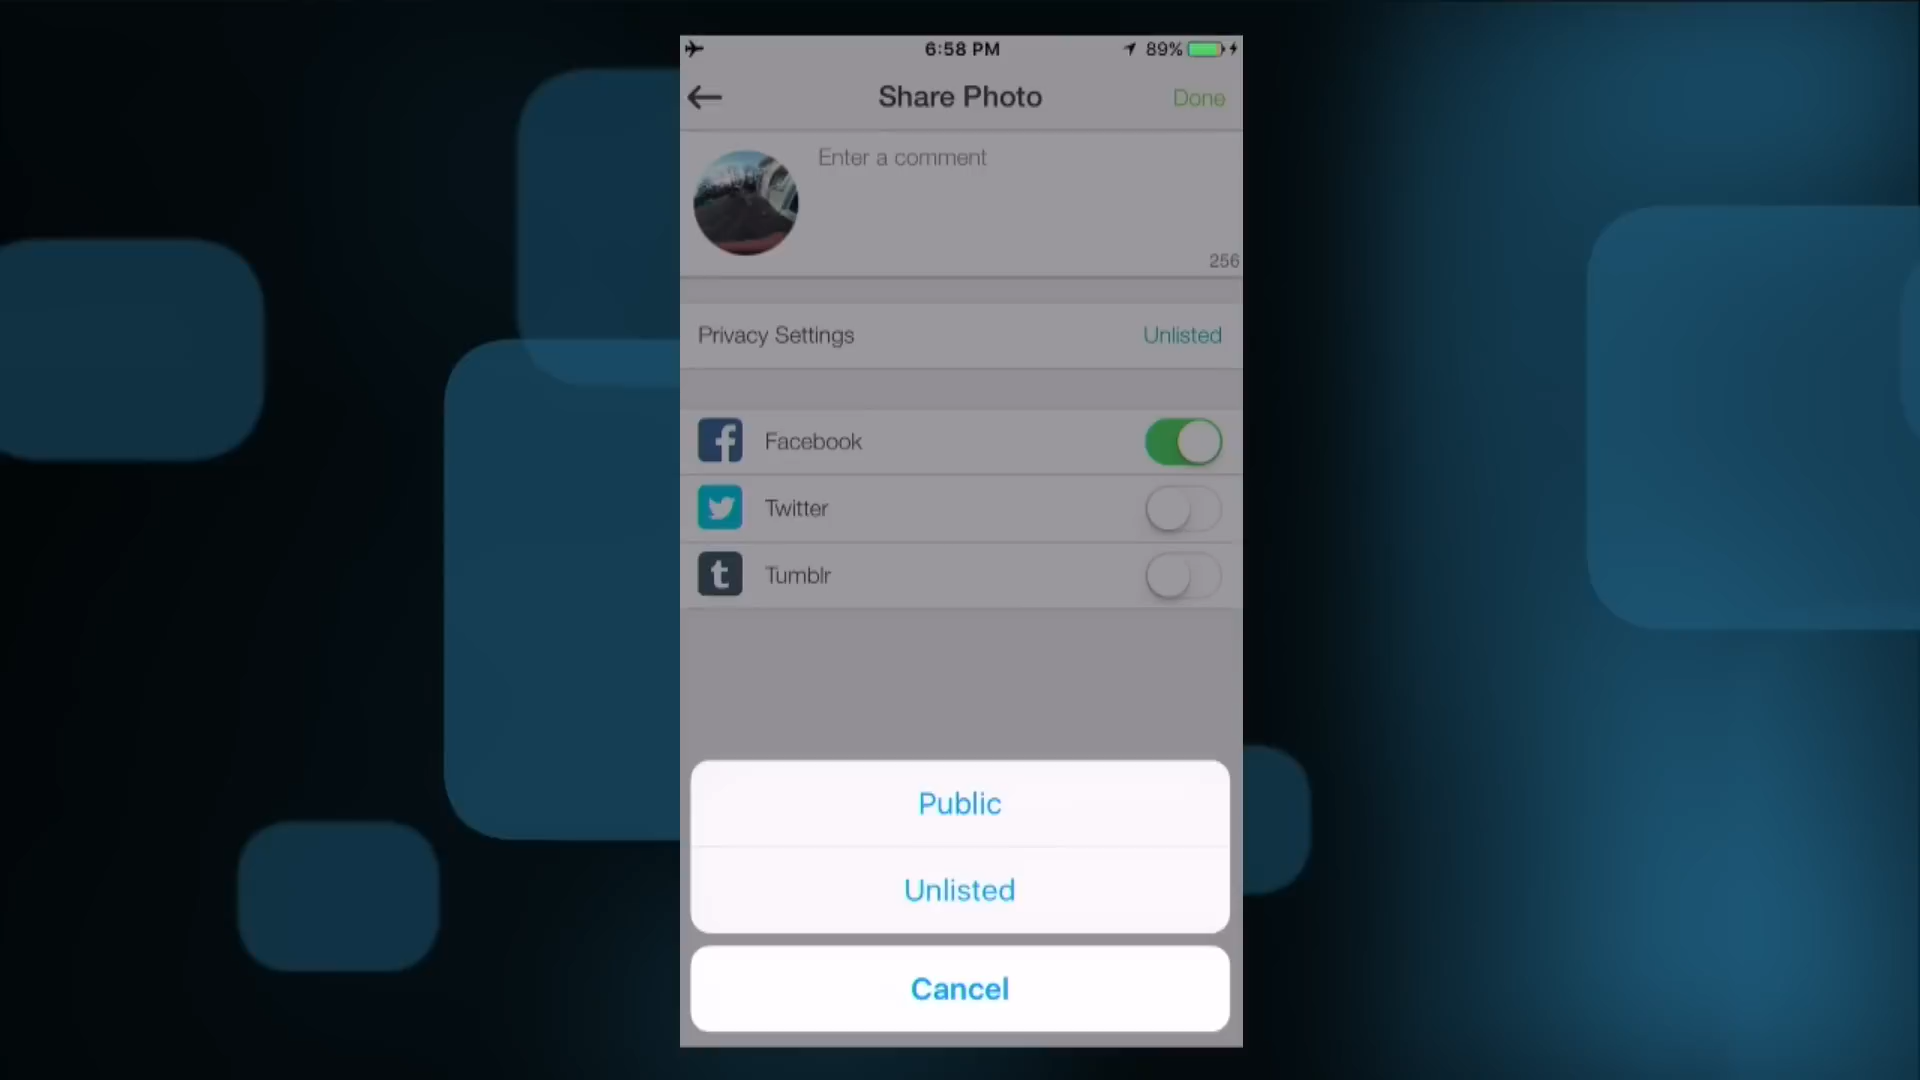 6:58 PM
89%
Share Photo
Done
Enter a comment
256
Privacy Settings
Unlisted
Facebook
Twitter
Tumblr
Public
Unlisted
Cancel